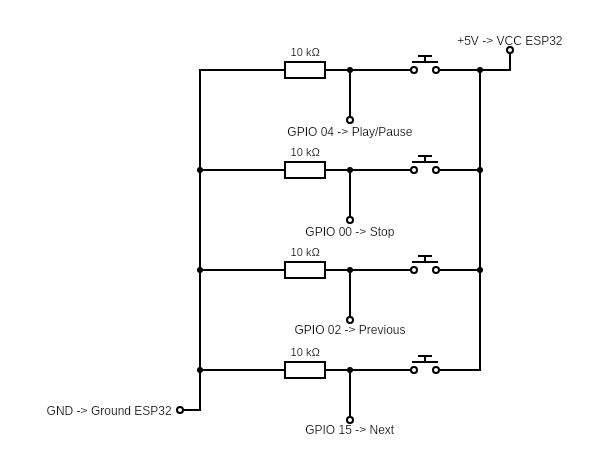 +5V -> VCC ESP32
10 kΩ
GPIO 04 -> Play/Pause
10 kΩ
GPIO 00 -> Stop
10 kΩ
GPIO 02 -> Previous
10 kΩ
GND -> Ground ESP32
GPIO 15 -> Next